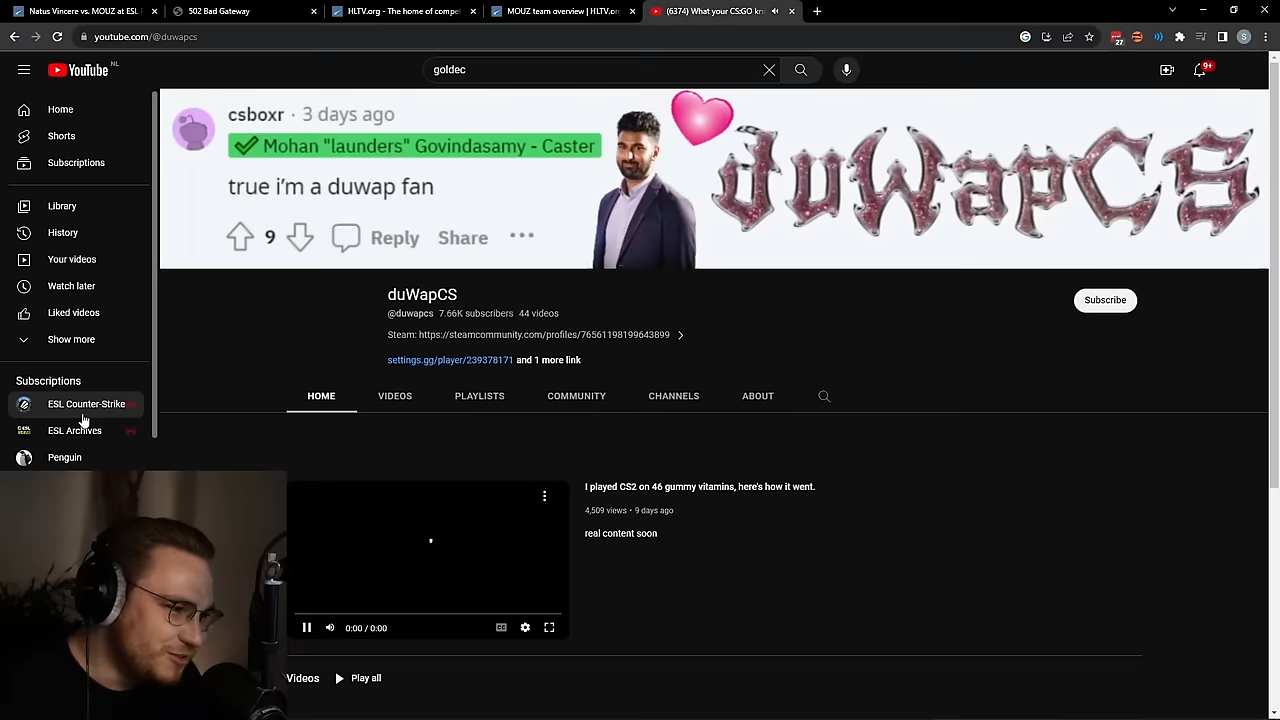 Natus Vincere vs. MOUZ at ESL
502 Bad Gateway
HLTV.org - The home of compet
MOUZ team overview | HLTV.org
(6374) What your CS:GO kn
youtube.com/@duwapcs
27
S
YouTube NL
goldec
9+
Home
Shorts
Subscriptions
Library
History
Your videos
Watch later
Liked videos
Show more
Subscriptions
ESL Counter-Strike
ESL Archives
Penguin
csboxr · 3 days ago
Mohan "launders" Govindasamy - Caster
true i'm a duwap fan
9 Reply Share
duWapCS
duWapCS
@duwapcs 7.66K subscribers 44 videos
Steam: https://steamcommunity.com/profiles/76561198199643899
settings.gg/player/239378171 and 1 more link
Subscribe
HOME VIDEOS PLAYLISTS COMMUNITY CHANNELS ABOUT
I played CS2 on 46 gummy vitamins, here's how it went.
4,509 views • 9 days ago
real content soon
0:00 / 0:00
Videos Play all